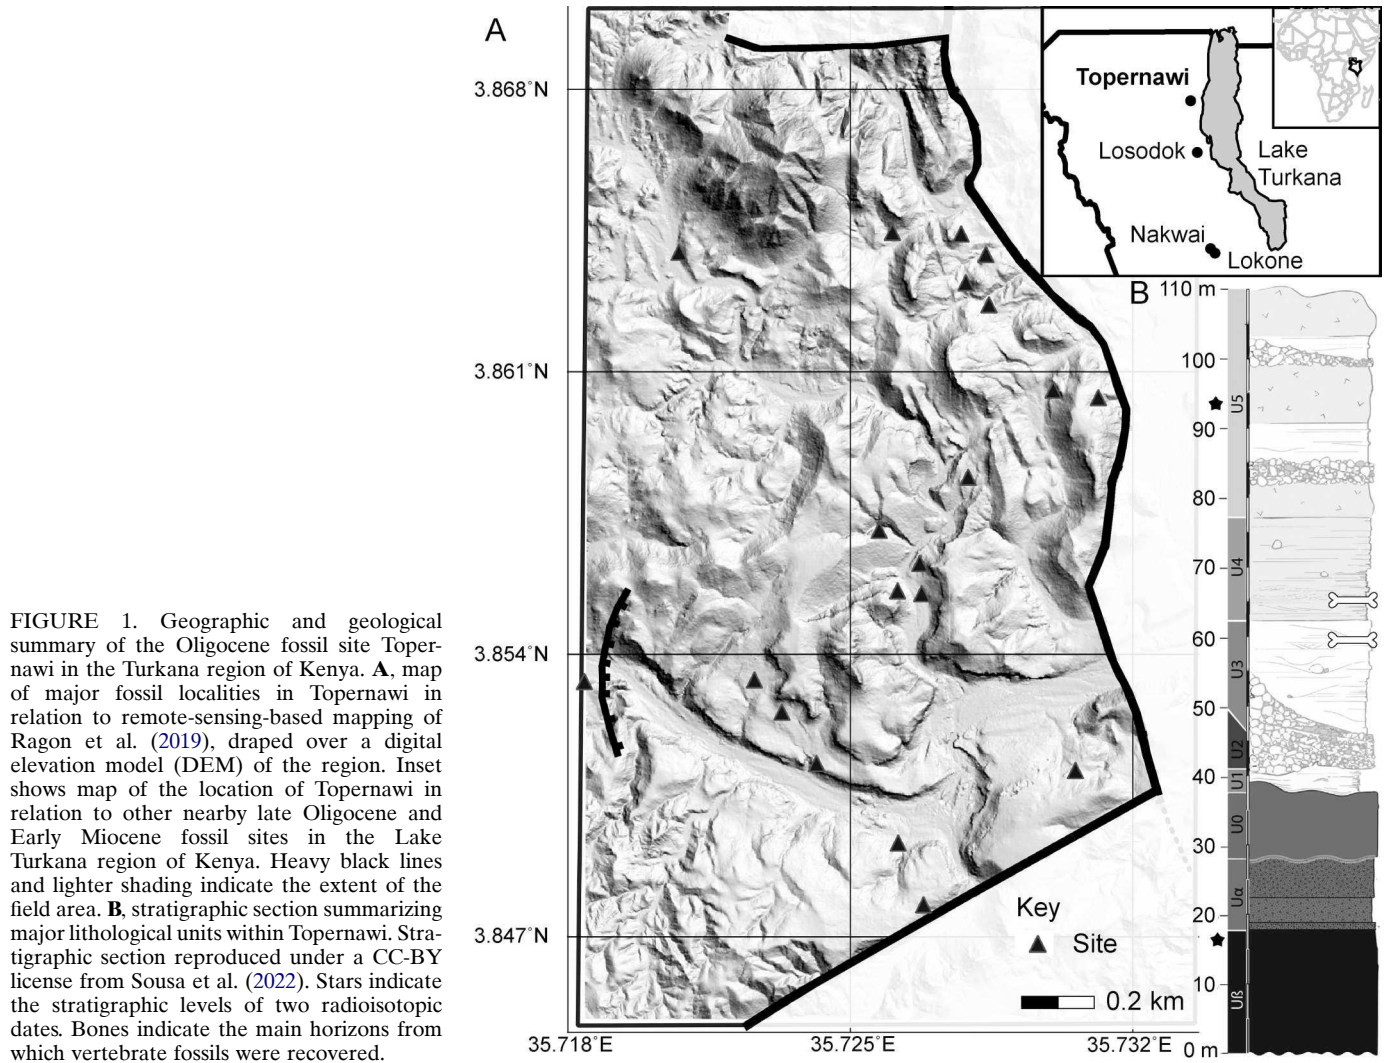 FIGURE 1. Geographic and geological
summary of the Oligocene fossil site Toper-
nawi in the Turkana region of Kenya. A, map
of major fossil localities in Topernawi in
relation to remote-sensing-based mapping of
Ragon et al. (2019), draped over a digital
elevation model (DEM) of the region. Inset
shows map of the location of Topernawi in
relation to other nearby late Oligocene and
Early Miocene fossil sites in the Lake
Turkana region of Kenya. Heavy black lines
and lighter shading indicate the extent of the
field area. B, stratigraphic section summarizing
major lithological units within Topernawi. Stra-
tigraphic section reproduced under a CC-BY
license from Sousa et al. (2022). Stars indicate
the stratigraphic levels of two radioisotopic
dates. Bones indicate the main horizons from
which vertebrate fossils were recovered.
A
3.868°N
3.861°N
3.854°N
3.847°N
35.718°E
35.725°E
35.732°E
Key
Site
0.2 km
Topernawi
Losodok
Lake
Turkana
Nakwai
Lokone
B
110 m
100
90
80
70
60
50
40
30
20
10
0 m
U5
U4
U3
U2
U1
U0
Uα
Uß